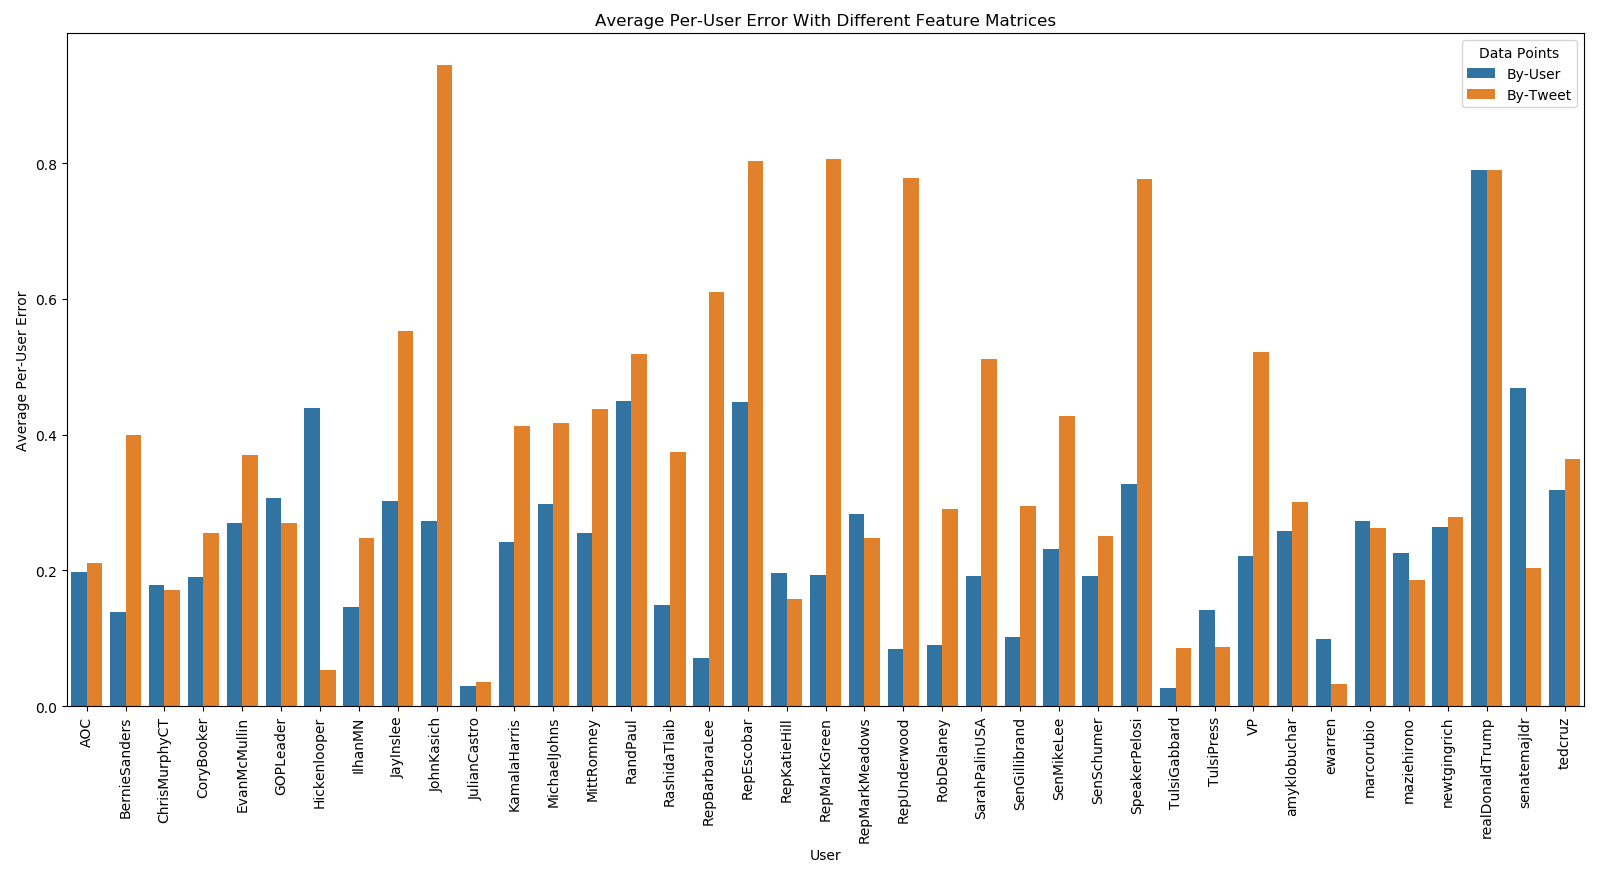 Average Per-User Error With Different Feature Matrices
Data Points
By-User
By-Tweet
Average Per-User Error
0.8
0.6
0.4
0.2
0.0
AOC
BernieSanders
ChrisMurphyCT
CoryBooker
EvanMcMullin
GOPLeader
Hickenlooper
IlhanMN
JayInslee
JohnKasich
JulianCastro
KamalaHarris
MichaelJohns
MittRomney
RandPaul
RashidaTlaib
RepBarbaraLee
RepEscobar
RepKatieHill
RepMarkGreen
RepMarkMeadows
RepUnderwood
RobDelaney
SarahPalinUSA
SenGillibrand
SenMikeLee
SenSchumer
SpeakerPelosi
TulsiGabbard
TulsiPress
VP
amyklobuchar
ewarren
marcorubio
maziehirono
newtgingrich
realDonaldTrump
senatemajldr
tedcruz
User